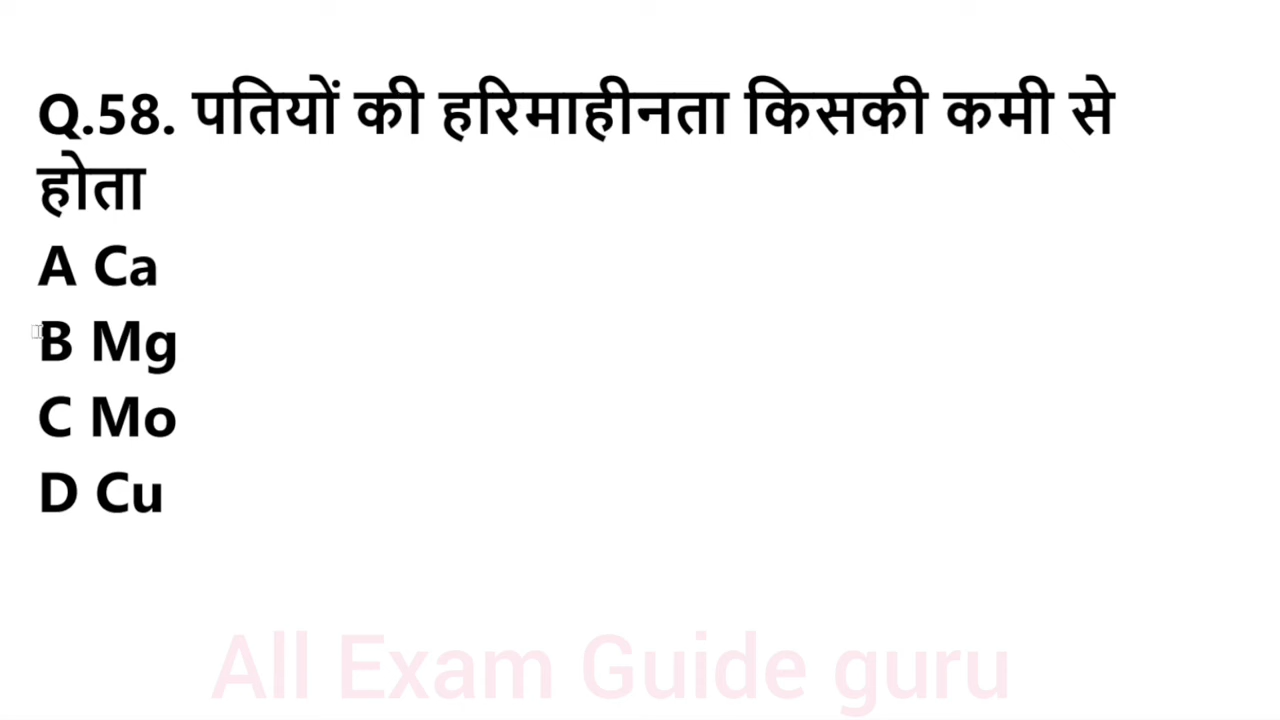 Q.58. पतियों की हरिमाहीनता किसकी कमी से
होता
A Ca
B Mg
C Mo
D Cu
All Exam Guide guru